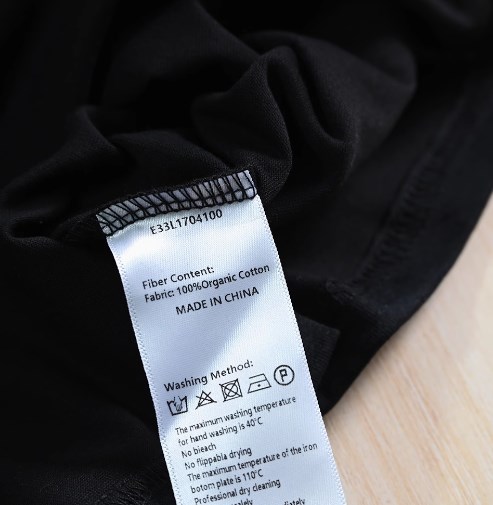 E33L1704100
Fiber Content:
Fabric: 100%Organic Cotton
MADE IN CHINA
Washing Method:
P
The maximum washing temperature
for hand washing is 40°C
No bleach
No flippabla drying
The maximum temperature of the iron
botom plate is 110°C
Professional dry cleaning